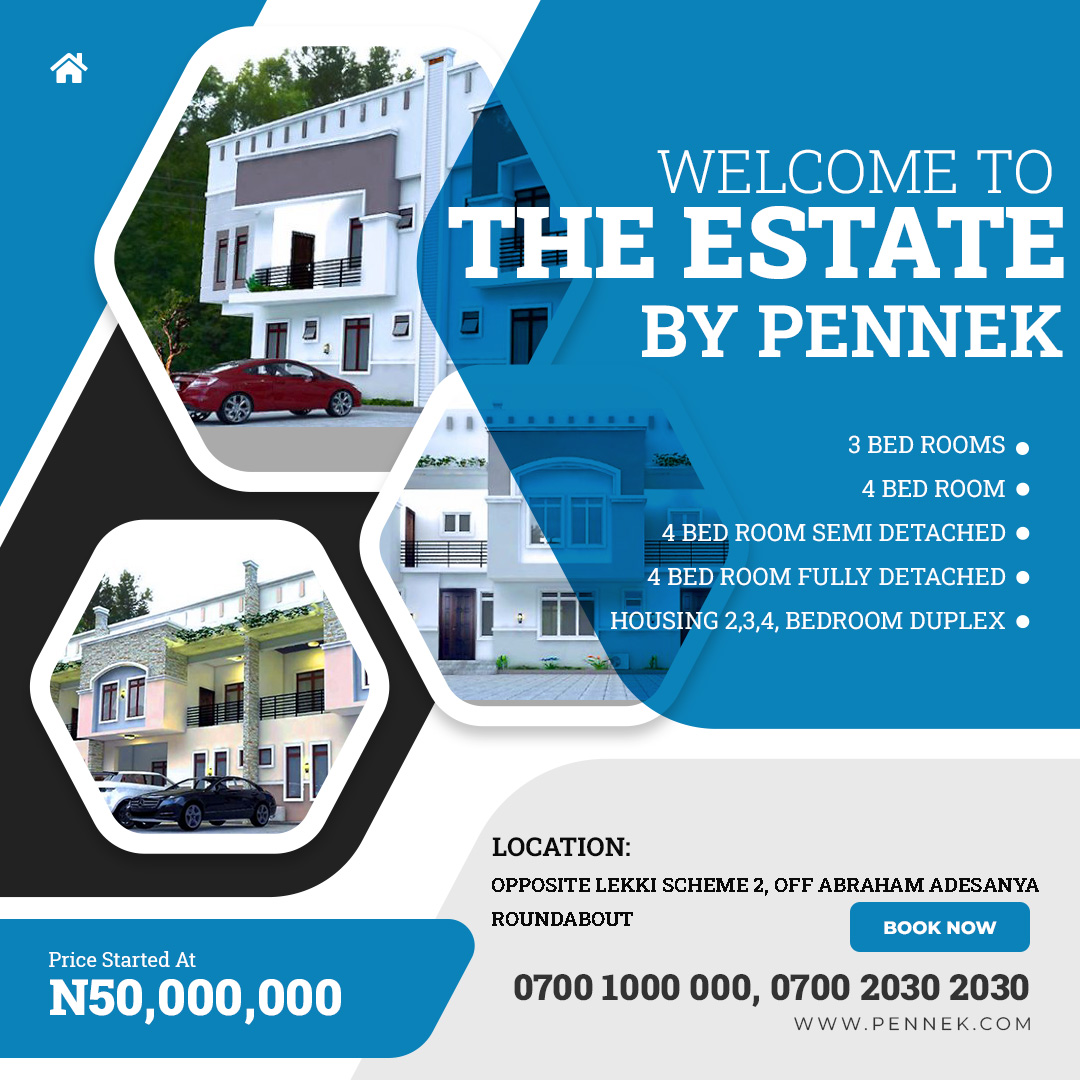 WELCOME TO
THE ESTATE
BY PENNEK
3 BED ROOMS
4 BED ROOM
4 BED ROOM SEMI DETACHED
4 BED ROOM FULLY DETACHED
HOUSING 2,3,4, BEDROOM DUPLEX
LOCATION:
OPPOSITE LEKKI SCHEME 2, OFF ABRAHAM ADESANYA
ROUNDABOUT
BOOK NOW
Price Started At
N50,000,000
0700 1000 000, 0700 2030 2030
WWW.PENNEK.COM